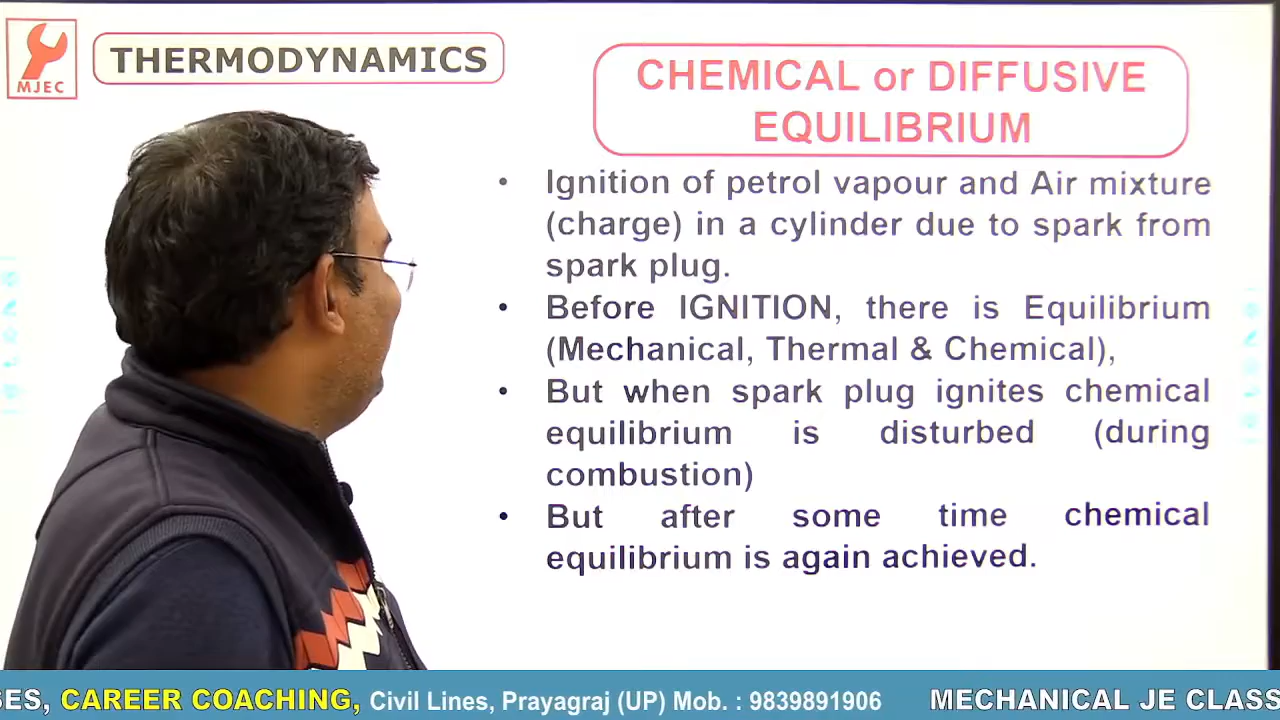 MJEC
THERMODYNAMICS
CHEMICAL or DIFFUSIVE
EQUILIBRIUM
• Ignition of petrol vapour and Air mixture
(charge) in a cylinder due to spark from
spark plug.
• Before IGNITION, there is Equilibrium
(Mechanical, Thermal & Chemical),
• But when spark plug ignites chemical
equilibrium is disturbed (during
combustion)
• But after some time chemical
equilibrium is again achieved.
SES, CAREER COACHING, Civil Lines, Prayagraj (UP) Mob. : 9839891906 MECHANICAL JE CLASS